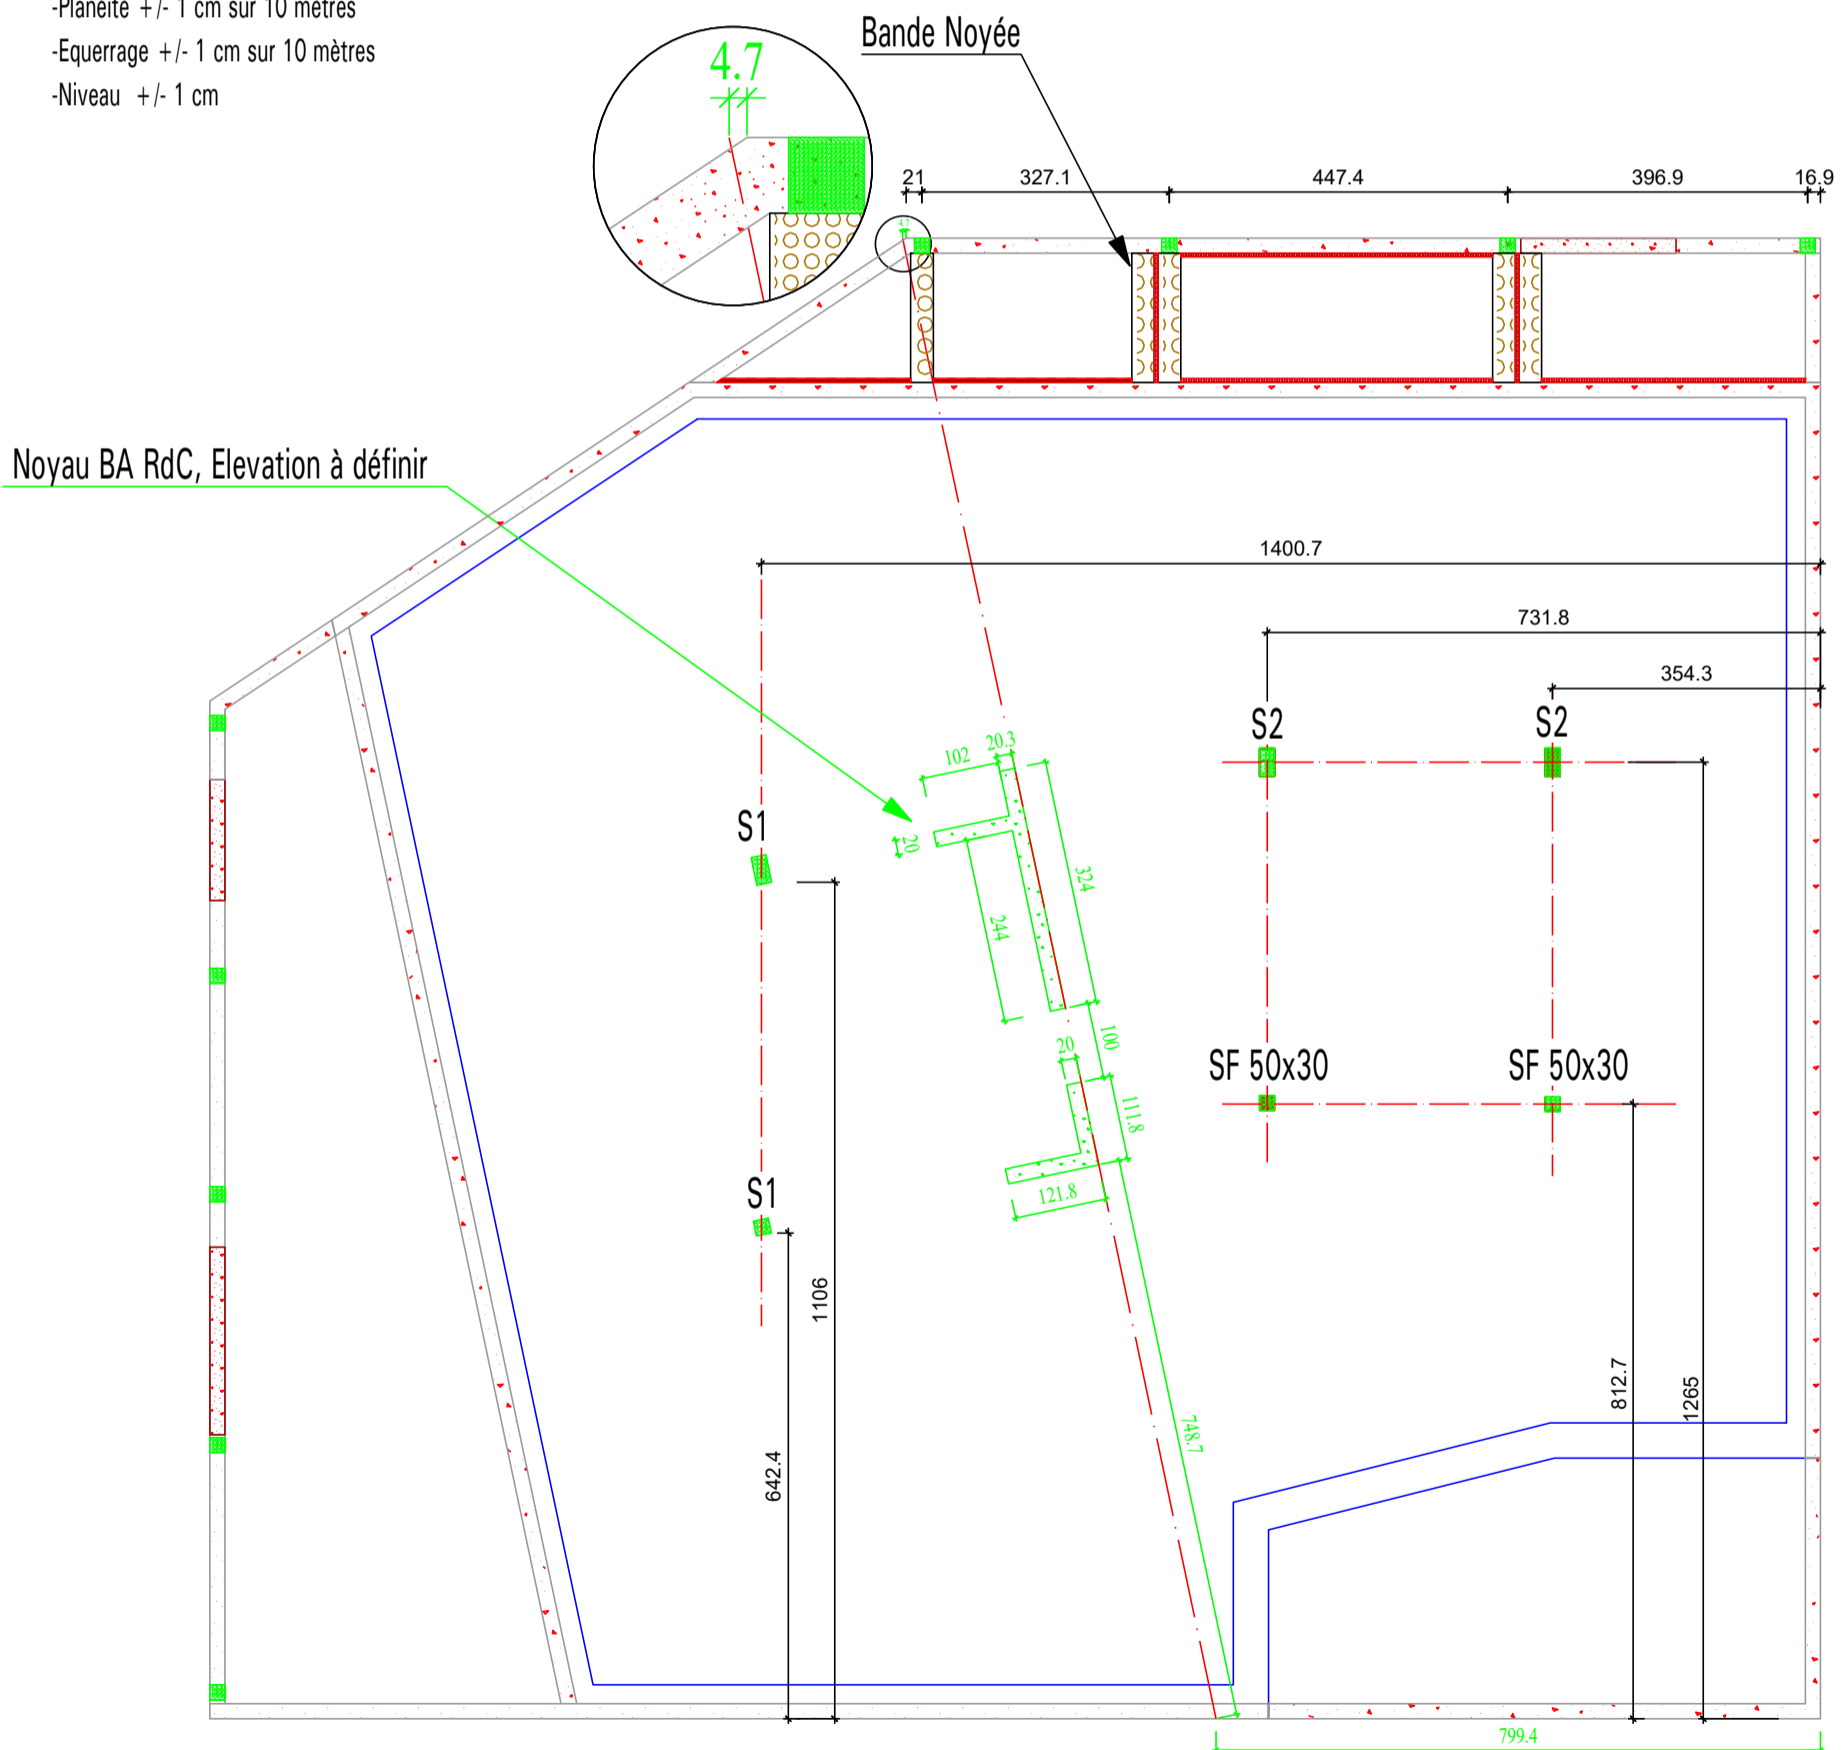 -Planéité +/- 1 cm sur 10 mètres
-Equerrage +/- 1 cm sur 10 mètres
-Niveau +/- 1 cm
Bande Noyée
4.7
21 327.1 447.4 396.9 16.9
4.7
Noyau BA RdC, Elevation à définir
1400.7
731.8
354.3
S2 S2
20.3
102
S1
20
324
244
100
20
SF 50x30 SF 50x30
111.8
121.8
S1
1106
812.7
1265
748.7
642.4
799.4